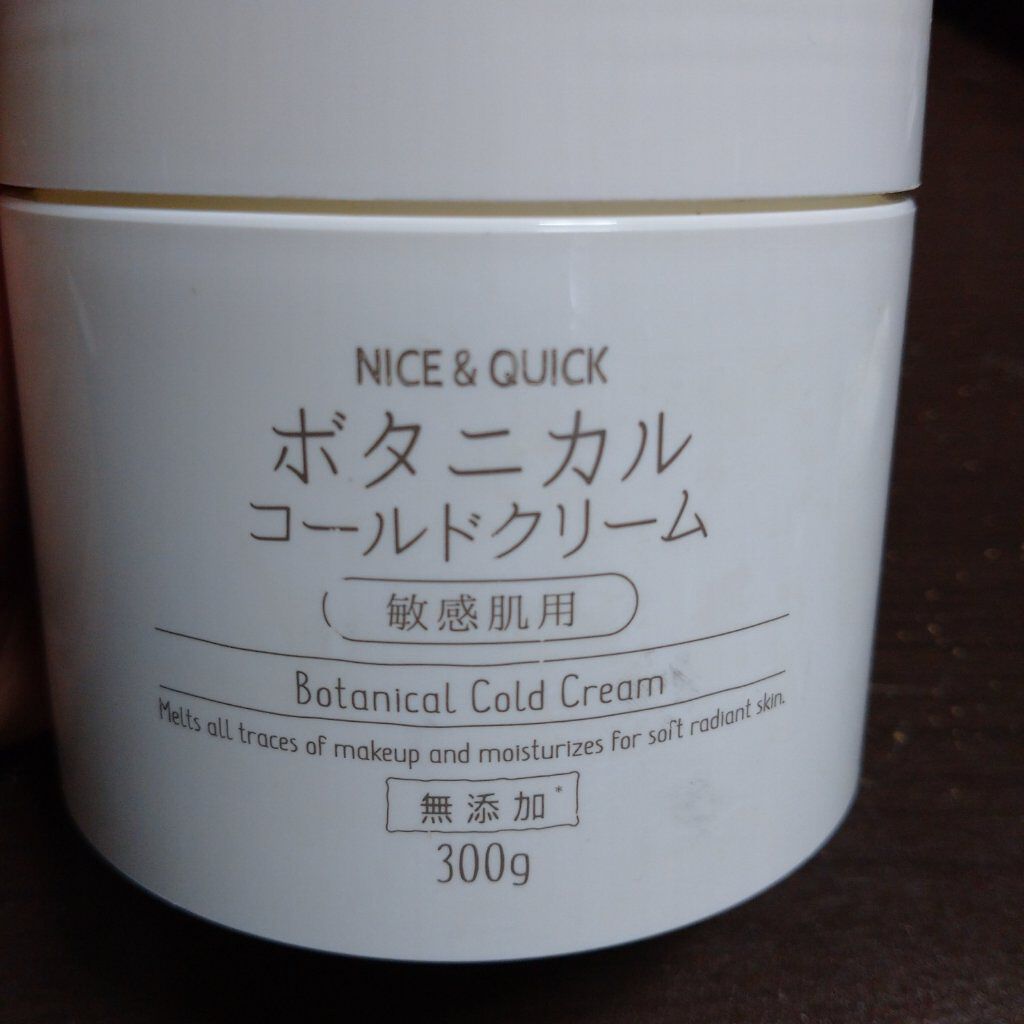 NICE & QUICK
ボタニカル
コールドクリーム
敏感肌用
Botanical Cold Cream
Melts all traces of makeup and moisturizes for soft radiant skin.
無添加*
300g